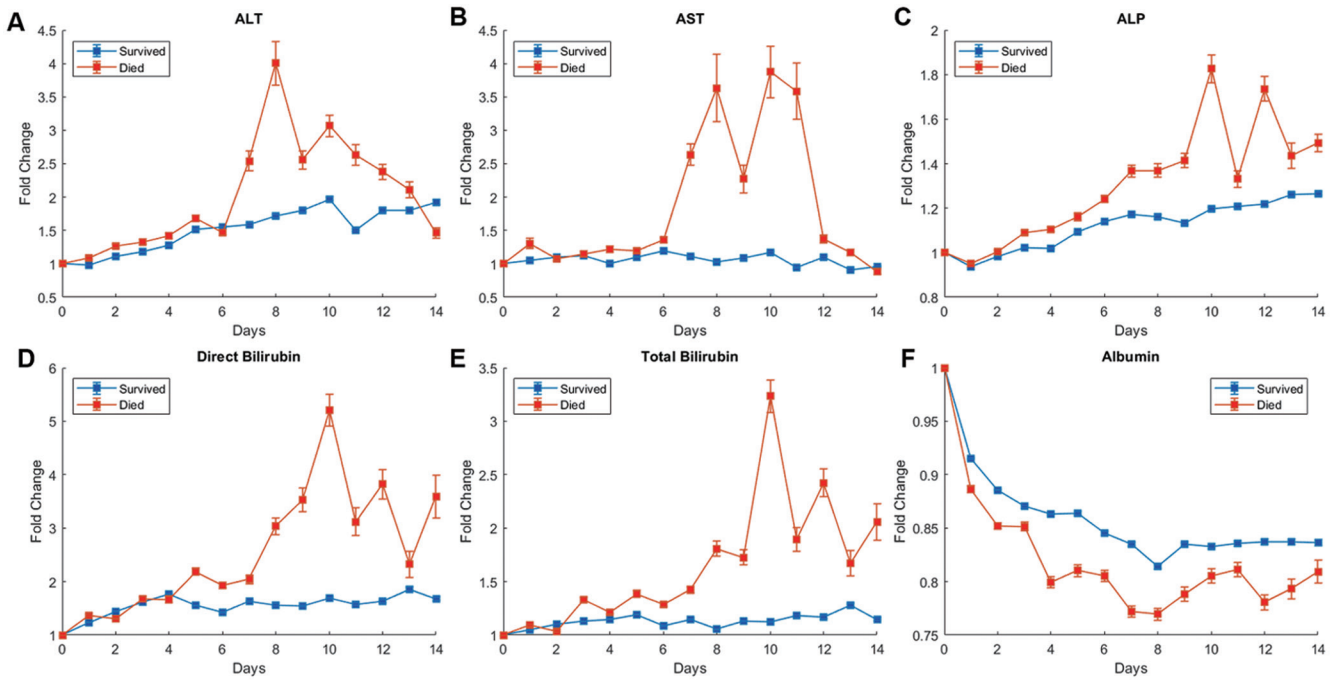 A
ALT
4.5
4
3.5
3
2.5
2
1.5
1
0.5
Fold Change
Survived
Died
0 2 4 6 8 10 12 14
Days
B
AST
4.5
4
3.5
3
2.5
2
1.5
1
0.5
Fold Change
Survived
Died
0 2 4 6 8 10 12 14
Days
C
ALP
2
1.8
1.6
1.4
1.2
1
0.8
Fold Change
Survived
Died
0 2 4 6 8 10 12 14
Days
D
Direct Bilirubin
6
5
4
3
2
1
Fold Change
Survived
Died
0 2 4 6 8 10 12 14
Days
E
Total Bilirubin
3.5
3
2.5
2
1.5
1
Fold Change
Survived
Died
0 2 4 6 8 10 12 14
Days
F
Albumin
1
0.95
0.9
0.85
0.8
0.75
Fold Change
Survived
Died
0 2 4 6 8 10 12 14
Days